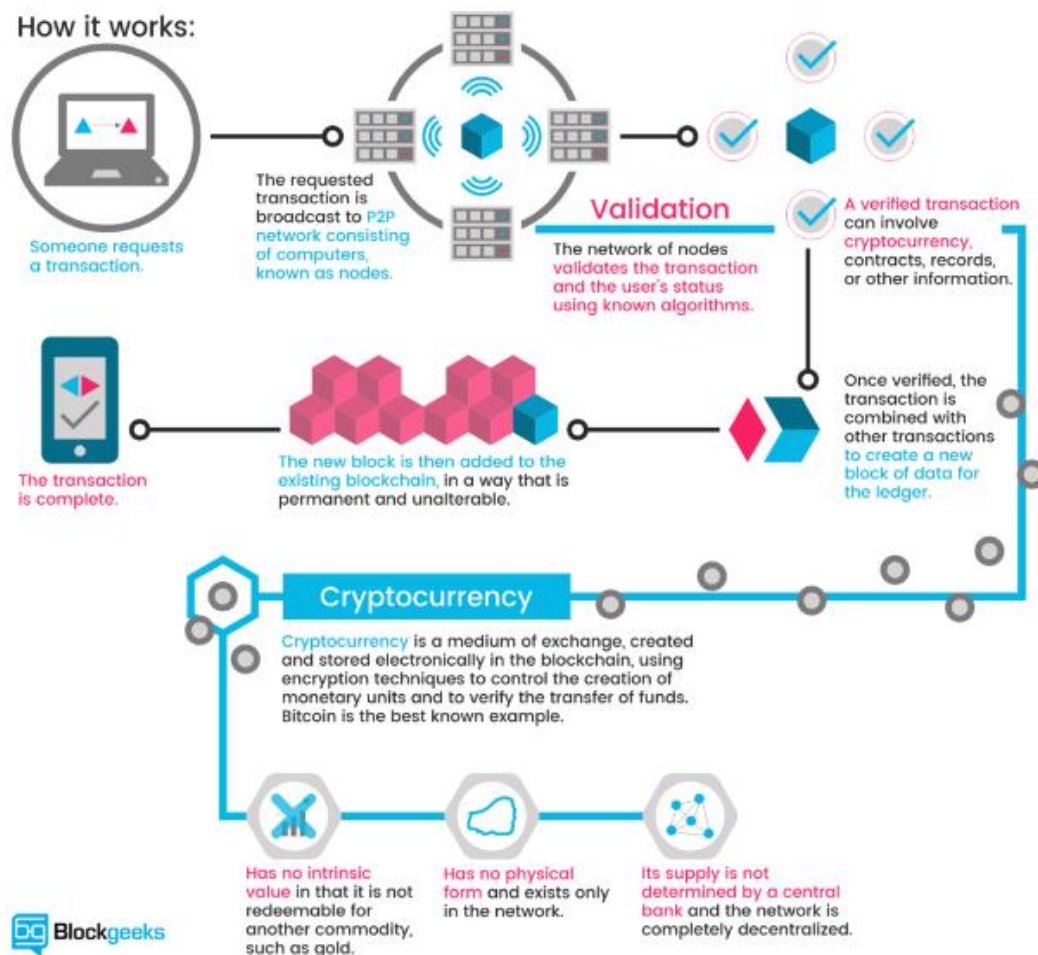 How it works:
Someone requests
a transaction.
The requested
transaction is
broadcast to P2P
network consisting
of computers,
known as nodes.
Validation
The network of nodes
validates the transaction
and the user's status
using known algorithms.
A verified transaction
can involve
cryptocurrency,
contracts, records,
or other information.
Once verified, the
transaction is
combined with
other transactions
to create a new
block of data for
the ledger.
The new block is then added to the
existing blockchain, in a way that is
permanent and unalterable.
The transaction
is complete.
Cryptocurrency
Cryptocurrency is a medium of exchange, created
and stored electronically in the blockchain, using
encryption techniques to control the creation of
monetary units and to verify the transfer of funds.
Bitcoin is the best known example.
Has no intrinsic
value in that it is not
redeemable for
another commodity,
such as gold.
Has no physical
form and exists only
in the network.
Its supply is not
determined by a central
bank and the network is
completely decentralized.
Blockgeeks